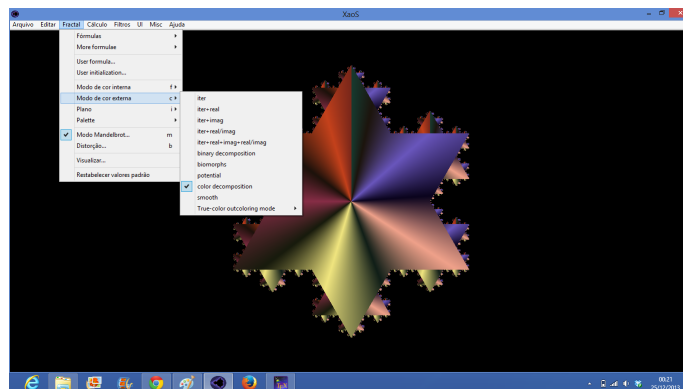 XaoS
Arquivo Editar Fractal Cálculo Filtros UI Misc Ajuda
Fórmulas
More formulae
User formula...
User initialization...
Modo de cor interna f
Modo de cor externa c
Plano i
Palette
Modo Mandelbrot... m
Distorção... b
Visualizar...
Restabelecer valores padrão
iter
iter+real
iter+imag
iter+real/imag
iter+real+imag+real/imag
binary decomposition
biomorphs
potential
color decomposition
smooth
True-color outcoloring mode
00:21
25/12/2013